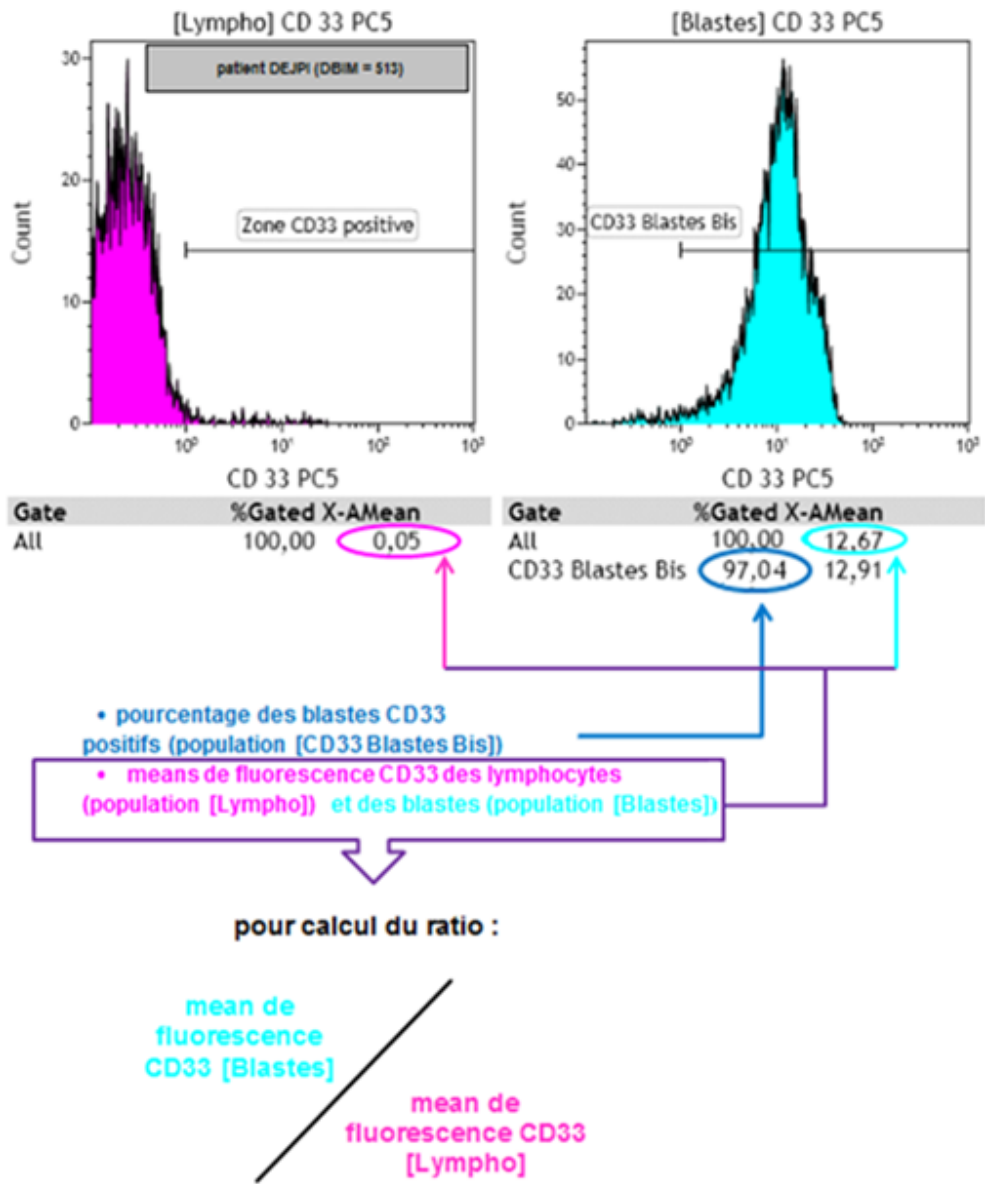 [Lympho] CD 33 PC5
patient DEJPI (DBIM = 513)
30
20
10
0
Count
Zone CD33 positive
10⁰
10¹
10²
10³
CD 33 PC5
[Blastes] CD 33 PC5
50
40
30
20
10
0
Count
CD33 Blastes Bis
10⁰
10¹
10²
10³
CD 33 PC5
Gate %Gated X-AMean
All 100,00 0,05
Gate %Gated X-AMean
All 100,00 12,67
CD33 Blastes Bis 97,04 12,91
• pourcentage des blastes CD33
positifs (population [CD33 Blastes Bis])
• means de fluorescence CD33 des lymphocytes
(population [Lympho]) et des blastes (population [Blastes])
pour calcul du ratio :
mean de
fluorescence
CD33 [Blastes]
mean de
fluorescence CD33
[Lympho]